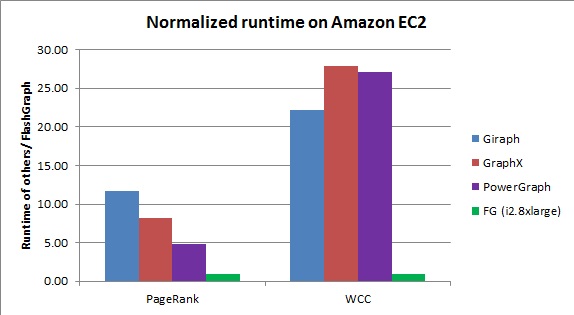 Normalized runtime on Amazon EC2
Runtime of others/ FlashGraph
30.00
25.00
20.00
15.00
10.00
5.00
0.00
PageRank
WCC
Giraph
GraphX
PowerGraph
FG (i2.8xlarge)